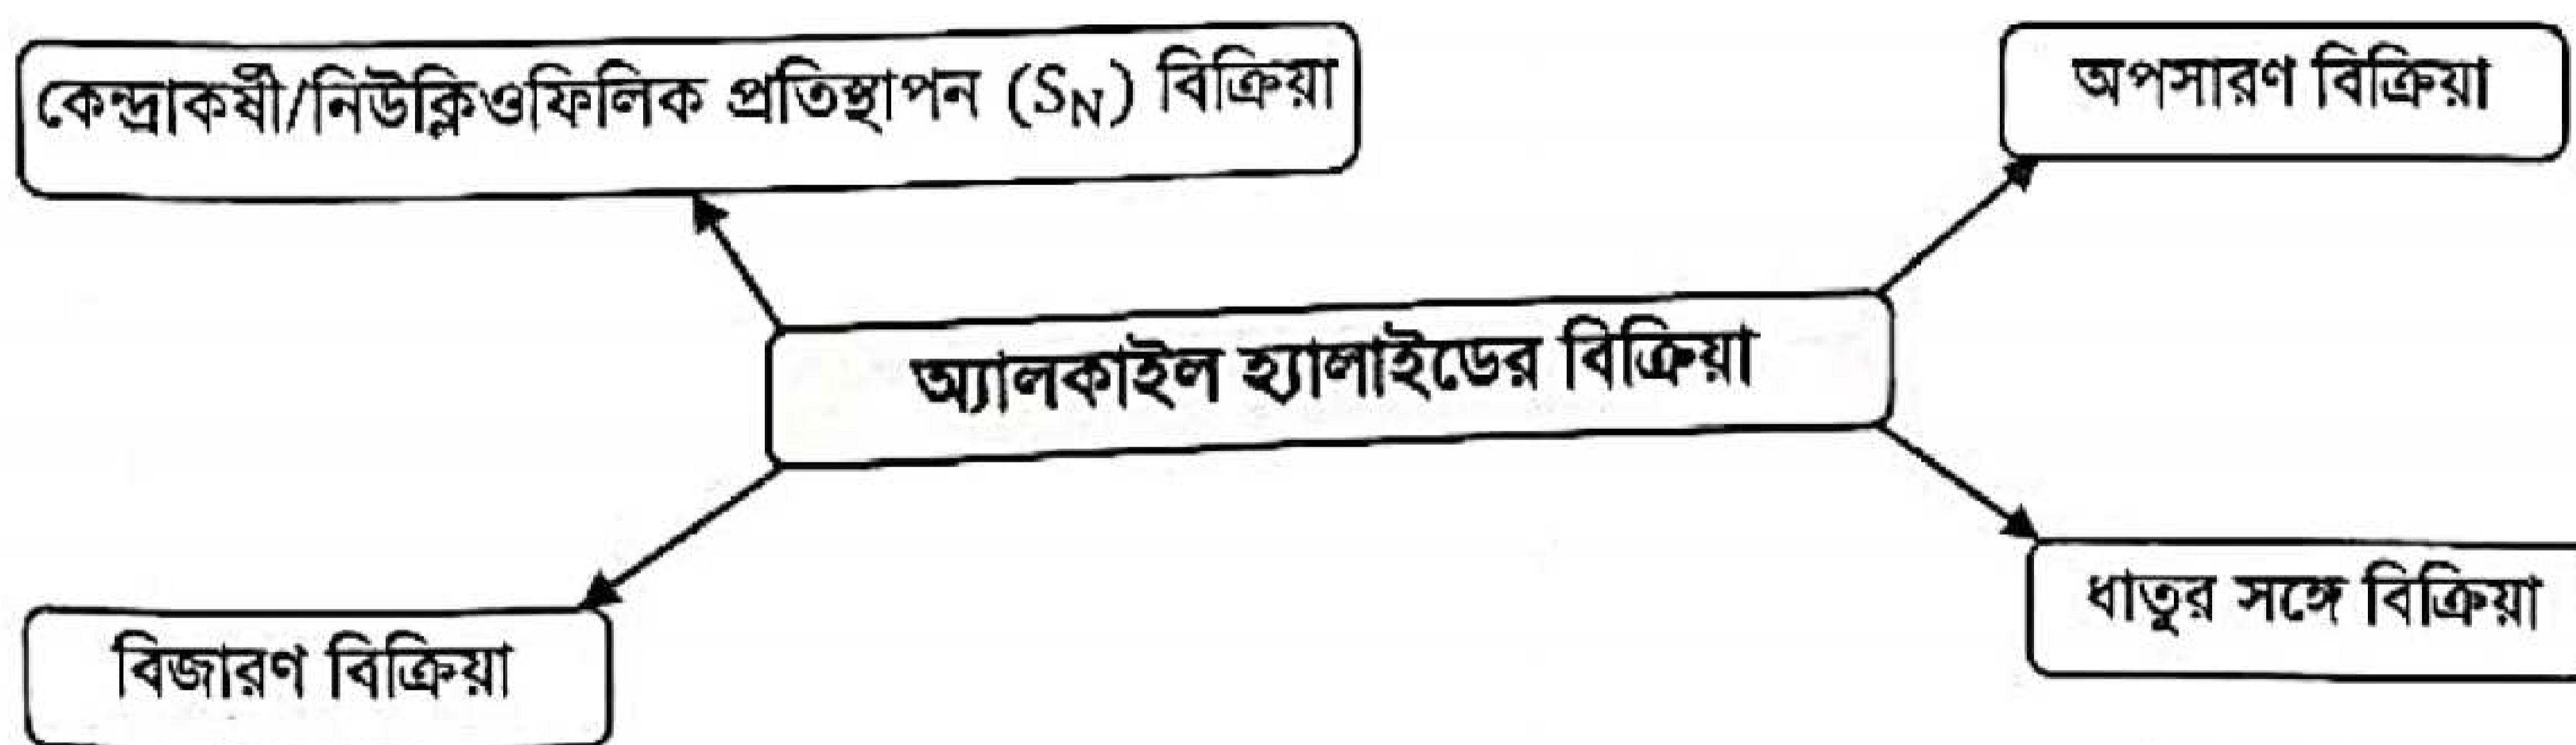 কেন্দ্রাকর্ষী/নিউক্লিওফিলিক প্রতিস্থাপন (SN) বিক্রিয়া
অপসারণ বিক্রিয়া
অ্যালকাইল হ্যালাইডের বিক্রিয়া
বিজারণ বিক্রিয়া
ধাতুর সঙ্গে বিক্রিয়া